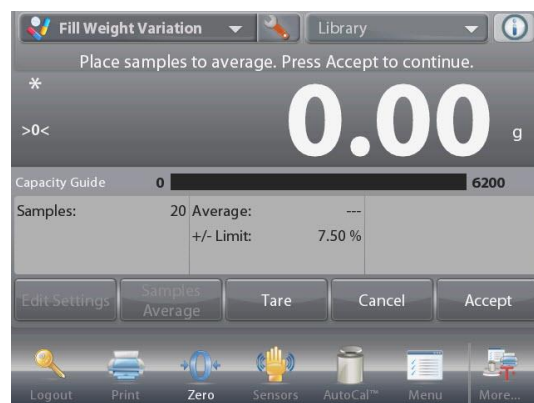 Fill Weight Variation
Library
Place samples to average. Press Accept to continue.
*
>0<
0.00 g
Capacity Guide 0 6200
Samples: 20 Average: ---
+/- Limit: 7.50 %
Edit Settings
Samples Average
Tare
Cancel
Accept
Logout
Print
Zero
Sensors
AutoCal™
Menu
More...